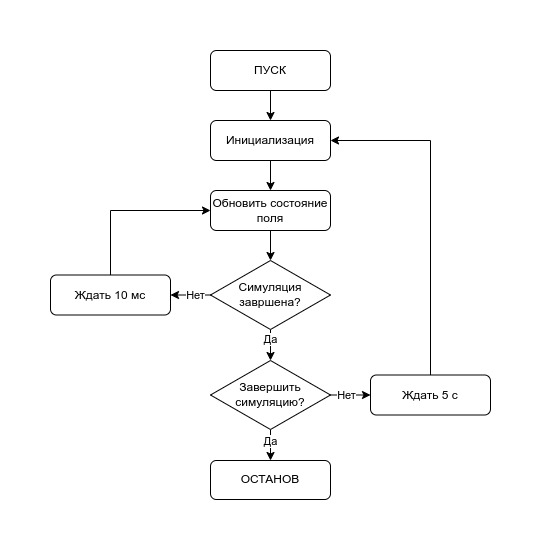 ПУСК
Инициализация
Обновить состояние
поля
Симуляция
завршена?
Ждать 10 мс
Нет
Да
Завершить
симуляцию?
Нет
Ждать 5 с
Да
ОСТАНОВ